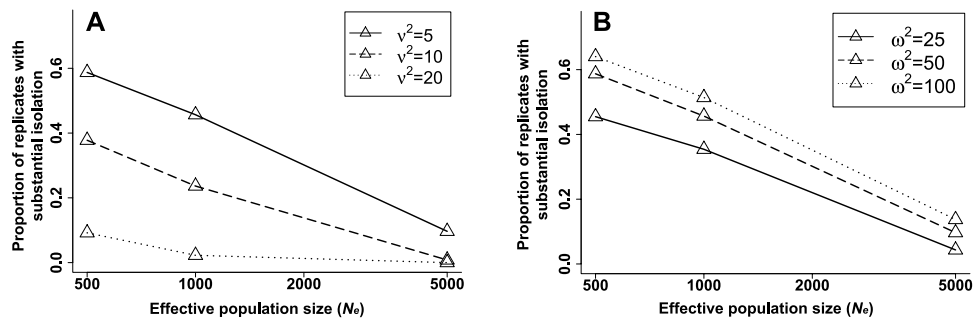 A
ν²=5
ν²=10
ν²=20
Proportion of replicates with
substantial isolation
0.0
0.2
0.4
0.6
500
1000
2000
5000
Effective population size (Ne)
B
ω²=25
ω²=50
ω²=100
Proportion of replicates with
substantial isolation
0.0
0.2
0.4
0.6
500
1000
2000
5000
Effective population size (Ne)